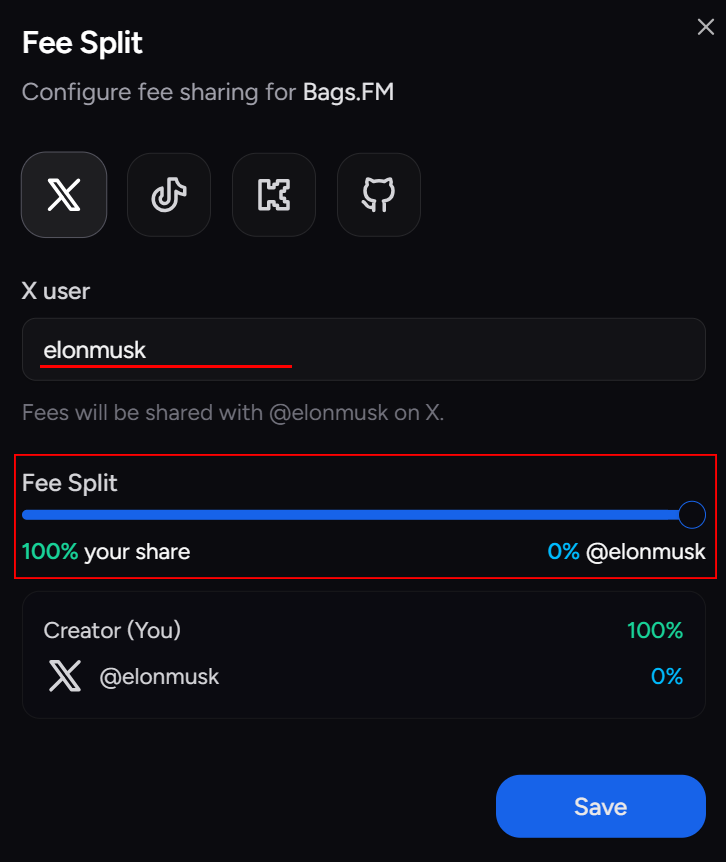 Fee Split
Configure fee sharing for Bags.FM
X user
elonmusk
Fees will be shared with @elonmusk on X.
Fee Split
100% your share 0% @elonmusk
Creator (You) 100%
@elonmusk 0%
Save